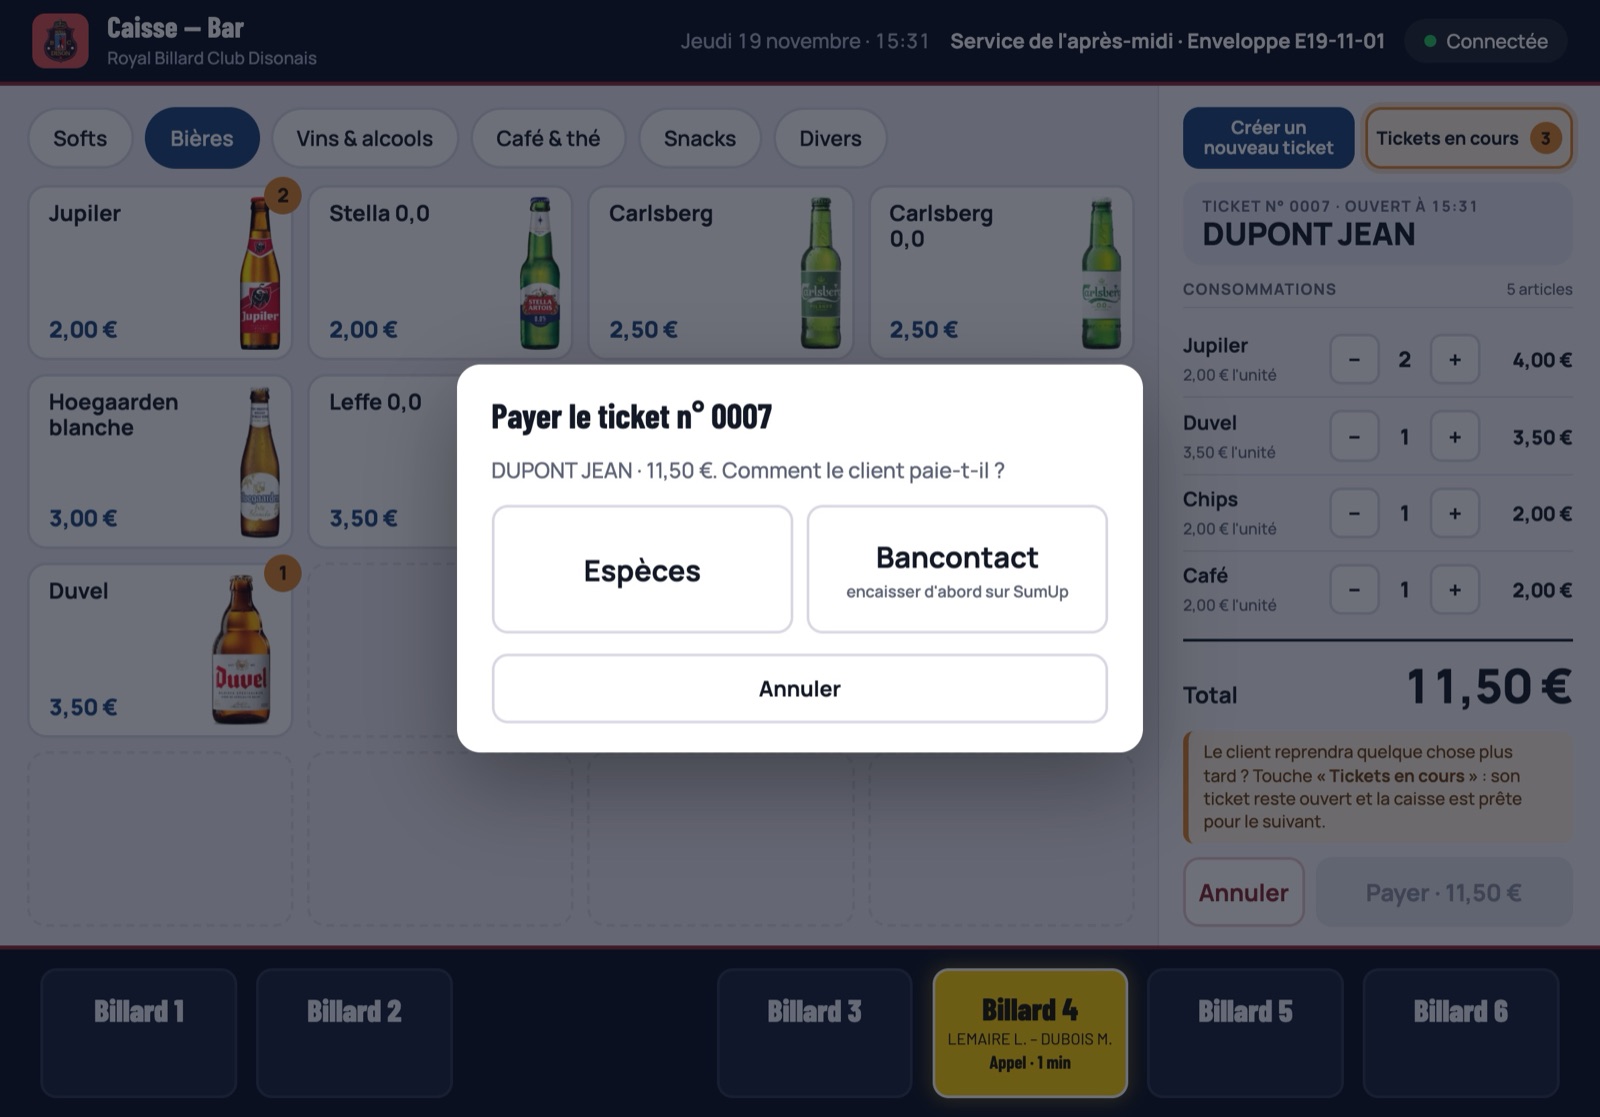 Caisse – Bar
Royal Billard Club Disonais
Jeudi 19 novembre · 15:31
Service de l'après-midi · Enveloppe E19-11-01
Connectée
Softs
Bières
Vins & alcools
Café & thé
Snacks
Divers
Créer un
nouveau ticket
Tickets en cours
3
Jupiler
2
2,00 €
Jupiler
Stella 0,0
2,00 €
STELLA
ARTOIS
Carlsberg
2,50 €
Carlsberg
Carlsberg
0,0
2,50 €
Carlsberg
TICKET N° 0007 · OUVERT À 15:31
DUPONT JEAN
CONSOMMATIONS
5 articles
Jupiler
2,00 € l'unité
−
2
+
4,00 €
Duvel
3,50 € l'unité
−
1
+
3,50 €
Chips
2,00 € l'unité
−
1
+
2,00 €
Café
2,00 € l'unité
−
1
+
2,00 €
Total
11,50 €
Le client reprendra quelque chose plus
tard ? Touche « Tickets en cours » : son
ticket reste ouvert et la caisse est prête
pour le suivant.
Annuler
Payer · 11,50 €
Hoegaarden
blanche
3,00 €
Leffe 0,0
3,50 €
Duvel
1
3,50 €
Duvel
Payer le ticket n° 0007
DUPONT JEAN · 11,50 €. Comment le client paie-t-il ?
Espèces
Bancontact
encaisser d'abord sur SumUp
Annuler
Billard 1
Billard 2
Billard 3
Billard 4
LEMAIRE L. – DUBOIS M.
Appel · 1 min
Billard 5
Billard 6